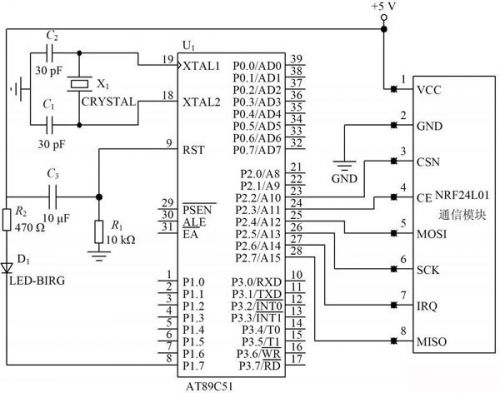 +5 V
C2
30 pF
X1
CRYSTAL
C1
30 pF
C3
10 μF
R2
470 Ω
R1
10 kΩ
D1
LED-BIRG
U1
19 XTAL1
18 XTAL2
9 RST
29 PSEN
30 ALE
31 EA
1 P1.0
2 P1.1
3 P1.2
4 P1.3
5 P1.4
6 P1.5
7 P1.6
8 P1.7
P0.0/AD0 39
P0.1/AD1 38
P0.2/AD2 37
P0.3/AD3 36
P0.4/AD4 35
P0.5/AD5 34
P0.6/AD6 33
P0.7/AD7 32
P2.0/A8 21
P2.1/A9 22
P2.2/A10 23
P2.3/A11 24
P2.4/A12 25
P2.5/A13 26
P2.6/A14 27
P2.7/A15 28
P3.0/RXD 10
P3.1/TXD 11
P3.2/INT0 12
P3.3/INT1 13
P3.4/T0 14
P3.5/T1 15
P3.6/WR 16
P3.7/RD 17
AT89C51
GND
1 VCC
2 GND
3 CSN
4 CE
NRF24L01
通信模块
5 MOSI
6 SCK
7 IRQ
8 MISO